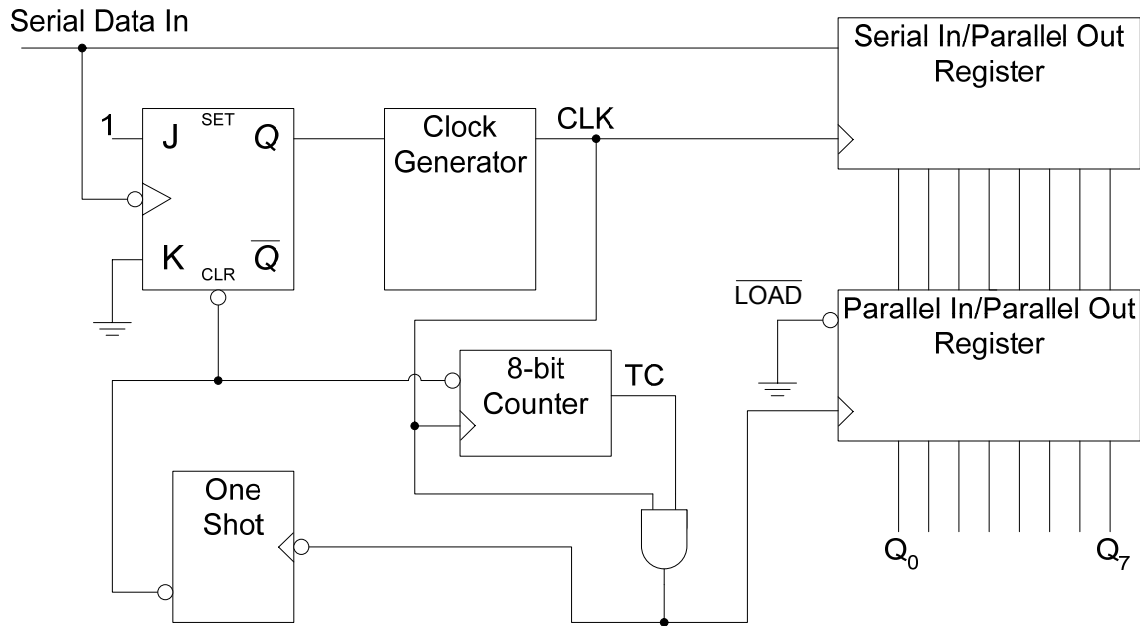 Serial Data In
Serial In/Parallel Out
Register
1
J
SET
Q
Clock
Generator
CLK
K
CLR
Q
LOAD
Parallel In/Parallel Out
Register
8-bit
Counter
TC
One
Shot
Q0
Q7